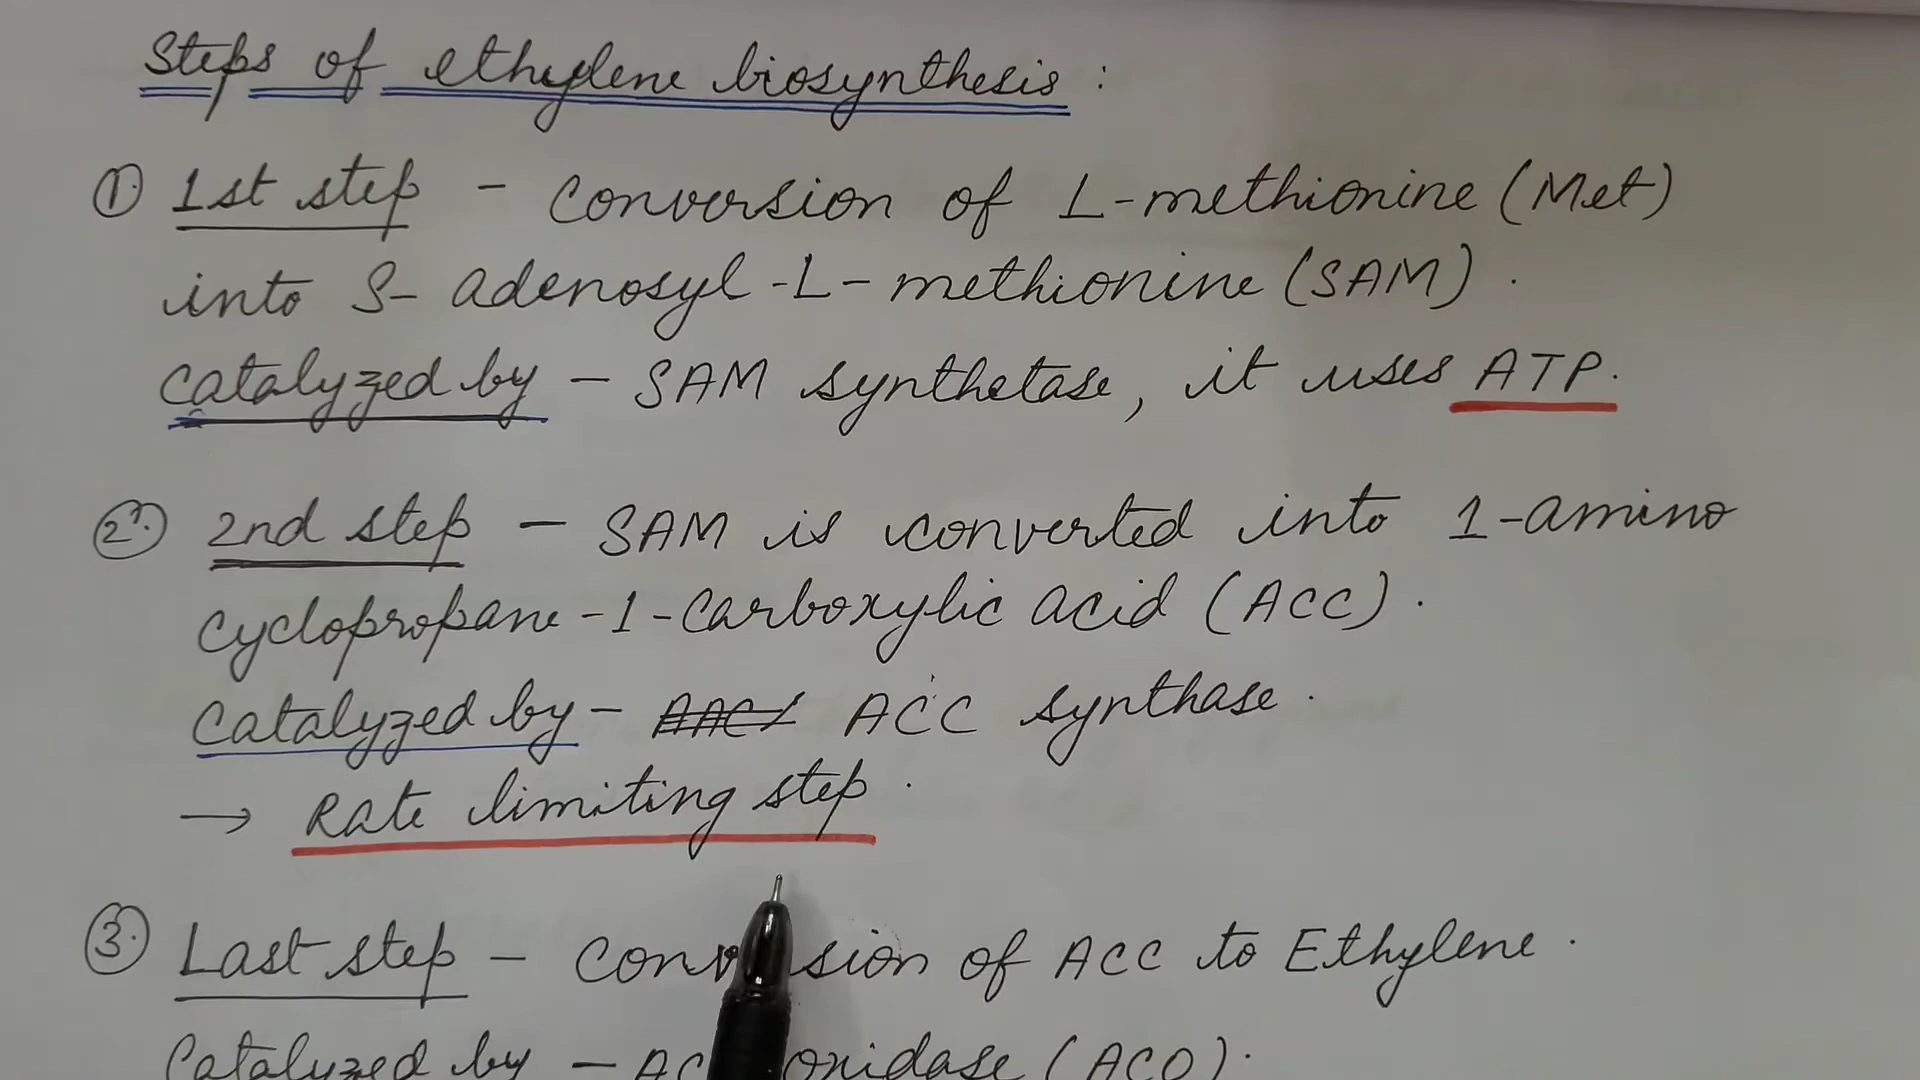 Steps of ethylene biosynthesis :
1. 1st step - Conversion of L-methionine (Met)
into S- adenosyl-L-methionine (SAM).
Catalyzed by - SAM synthetase, it uses ATP.
2. 2nd step - SAM is converted into 1-amino
cyclopropane-1-Carboxylic acid (ACC).
Catalyzed by - ACC synthase.
→ Rate limiting step.
3. Last step - of ACC to Ethylene.
Catalyzed by - (ACO).